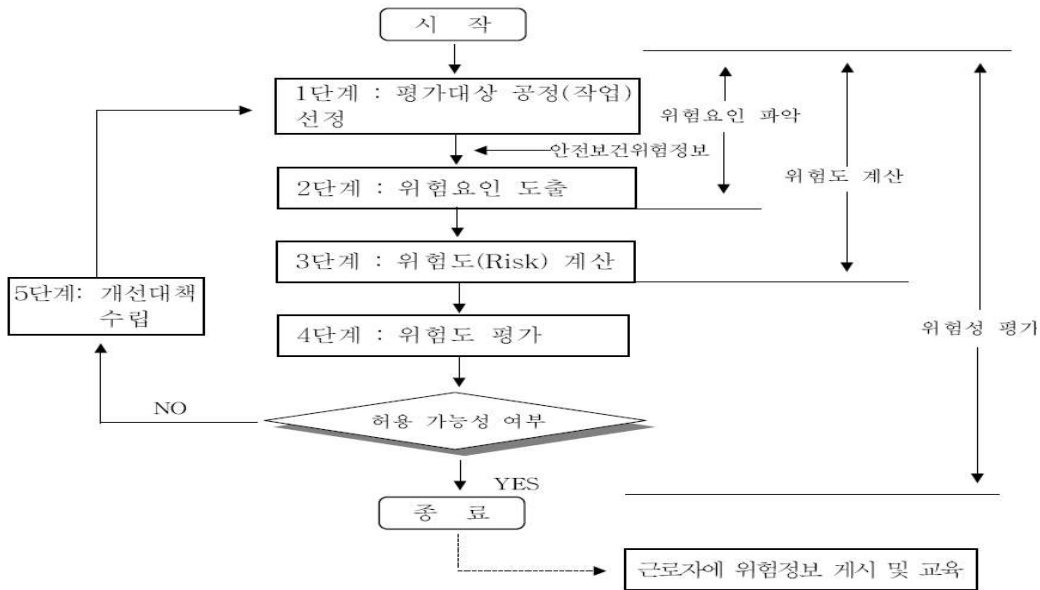 시 작
1단계 : 평가대상 공정(작업)
선정
위험요인 파악
안전보건위험정보
위험도 계산
2단계 : 위험요인 도출
3단계 : 위험도(Risk) 계산
5단계: 개선대책
수립
4단계 : 위험도 평가
위험성 평가
NO
허용 가능성 여부
YES
종 료
근로자에 위험정보 게시 및 교육